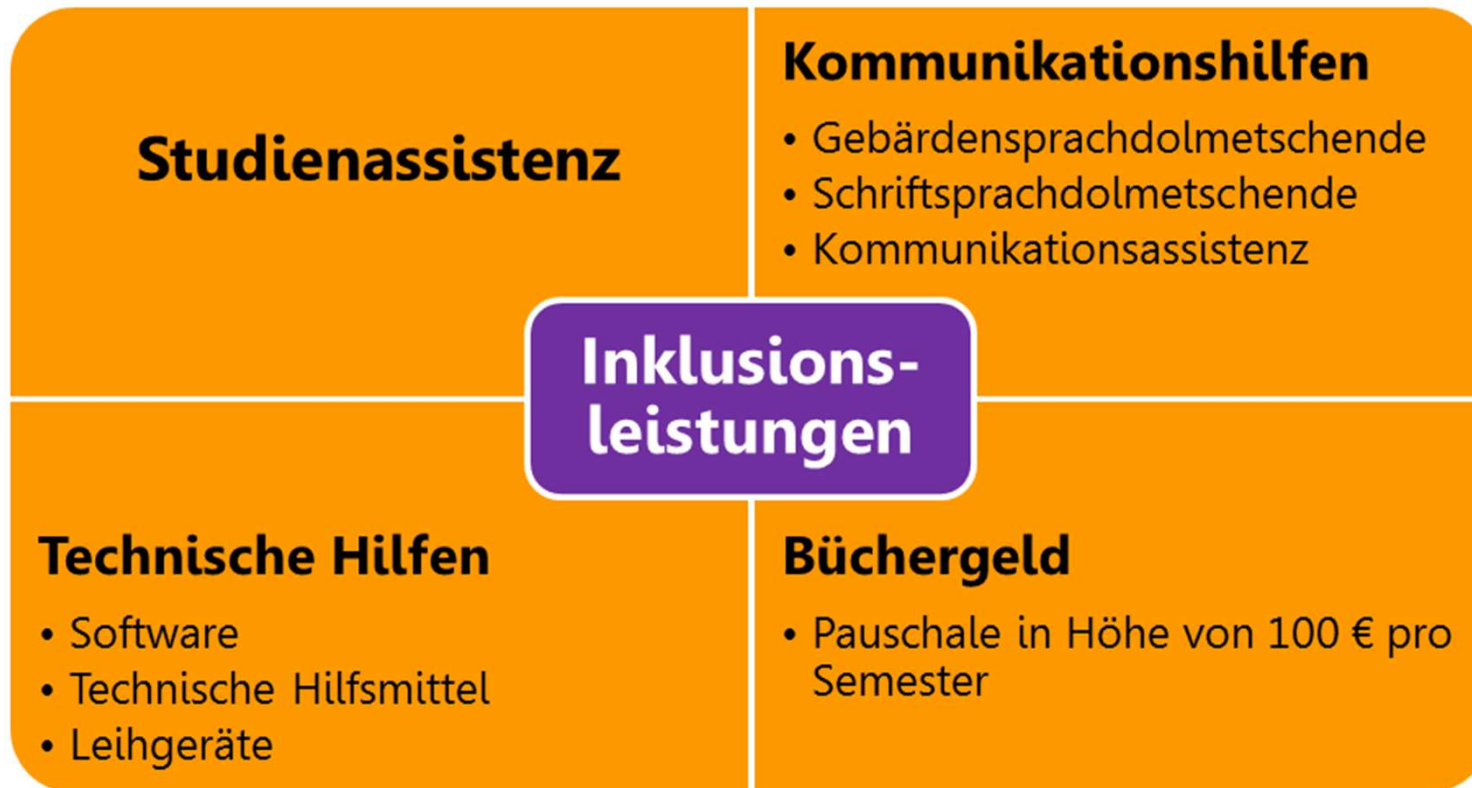 Studienassistenz
Kommunikationshilfen
• Gebärdensprachdolmetschende
• Schriftsprachdolmetschende
• Kommunikationsassistenz
Inklusions-
leistungen
Technische Hilfen
• Software
• Technische Hilfsmittel
• Leihgeräte
Büchergeld
• Pauschale in Höhe von 100 € pro
Semester